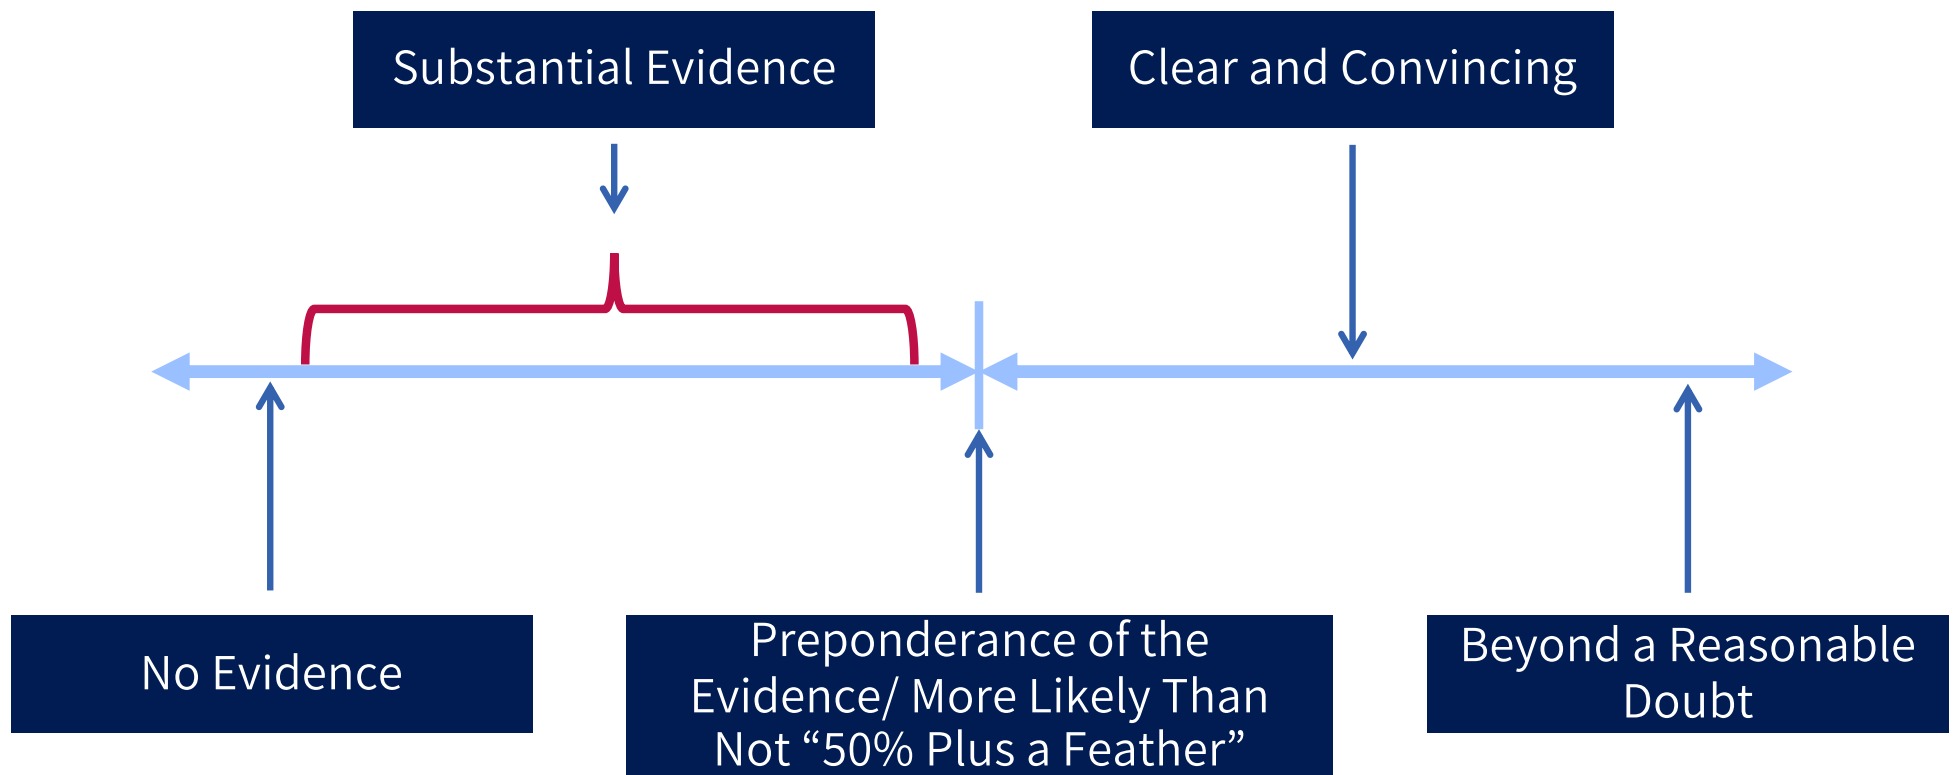 Substantial Evidence
Clear and Convincing
No Evidence
Preponderance of the
Evidence/ More Likely Than
Not “50% Plus a Feather”
Beyond a Reasonable
Doubt